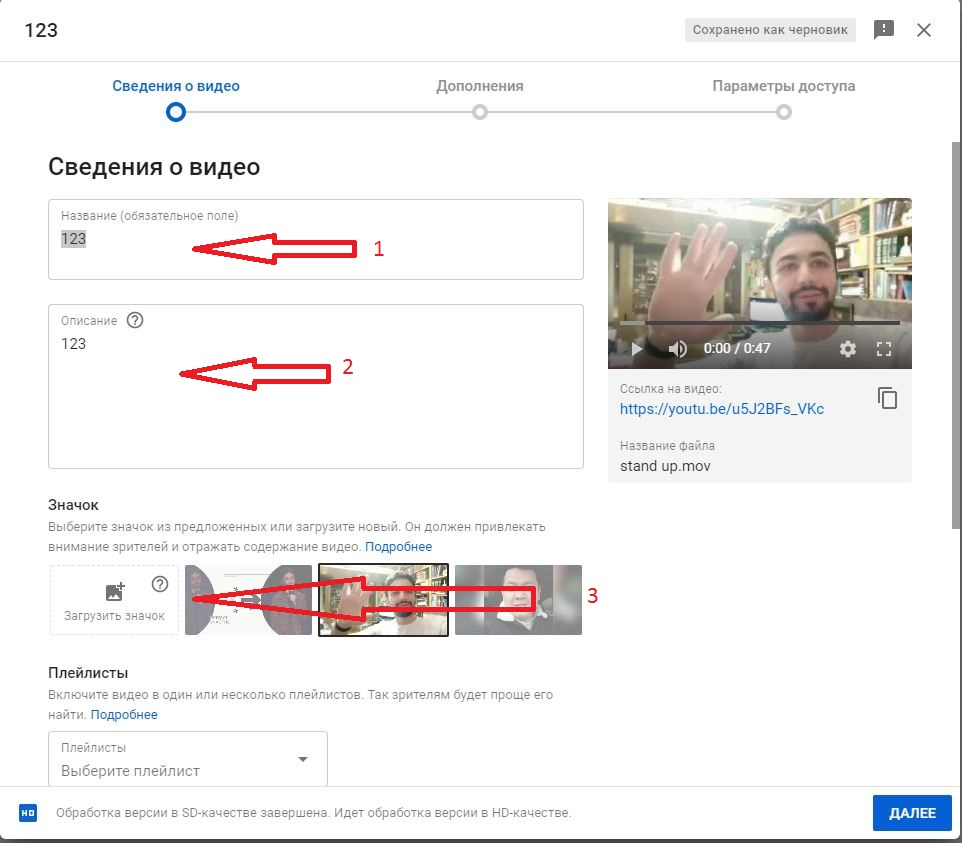 123
Сохранено как черновик
Сведения о видео
Дополнения
Параметры доступа
Сведения о видео
Название (обязательное поле)
123
1
Описание
123
2
0:00 / 0:47
Ссылка на видео:
https://youtu.be/u5J2BFs_VKc
Название файла
stand up.mov
Значок
Выберите значок из предложенных или загрузите новый. Он должен привлекать
внимание зрителей и отражать содержание видео. Подробнее
Загрузить значок
3
Плейлисты
Включите видео в один или несколько плейлистов. Так зрителям будет проще его
найти. Подробнее
Плейлисты
Выберите плейлист
HD
Обработка версии в SD-качестве завершена. Идет обработка версии в HD-качестве.
ДАЛЕЕ